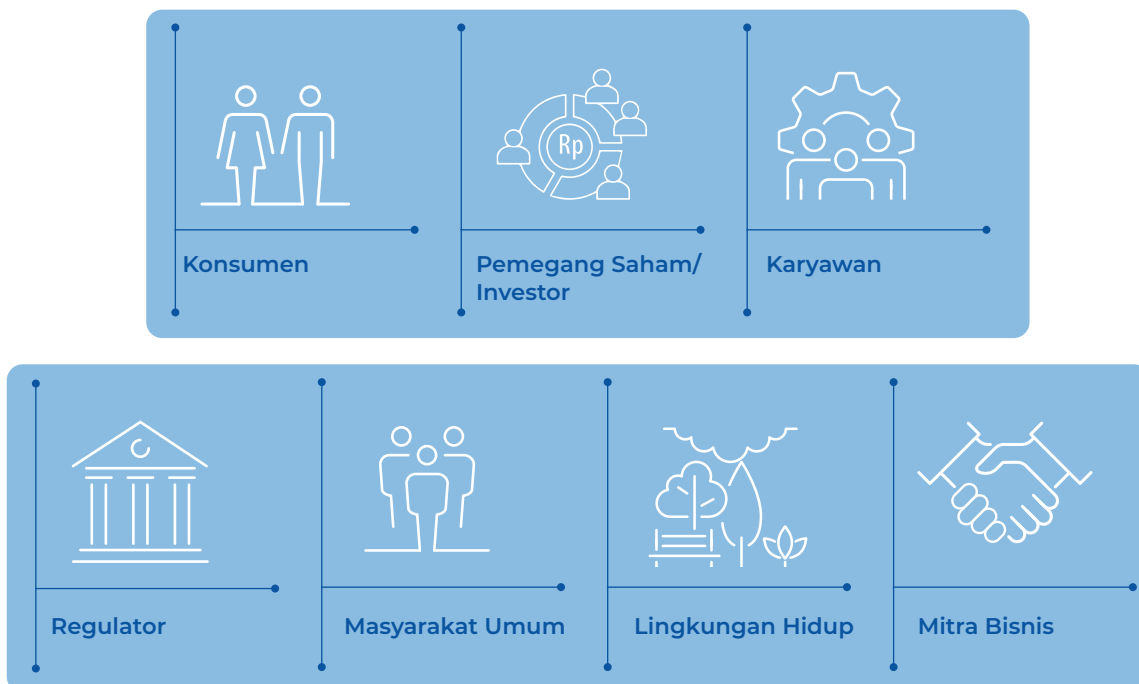 Rp
Konsumen
Pemegang Saham/
Investor
Karyawan
Regulator
Masyarakat Umum
Lingkungan Hidup
Mitra Bisnis